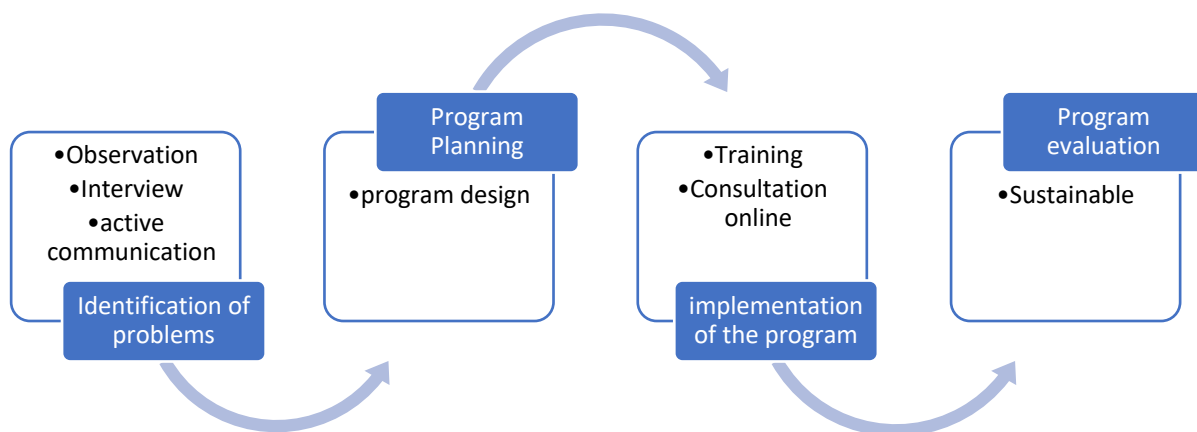 •Observation
•Interview
•active
communication
Identification of
problems
Program
Planning
•program design
•Training
•Consultation
online
implementation
of the program
Program
evaluation
•Sustainable